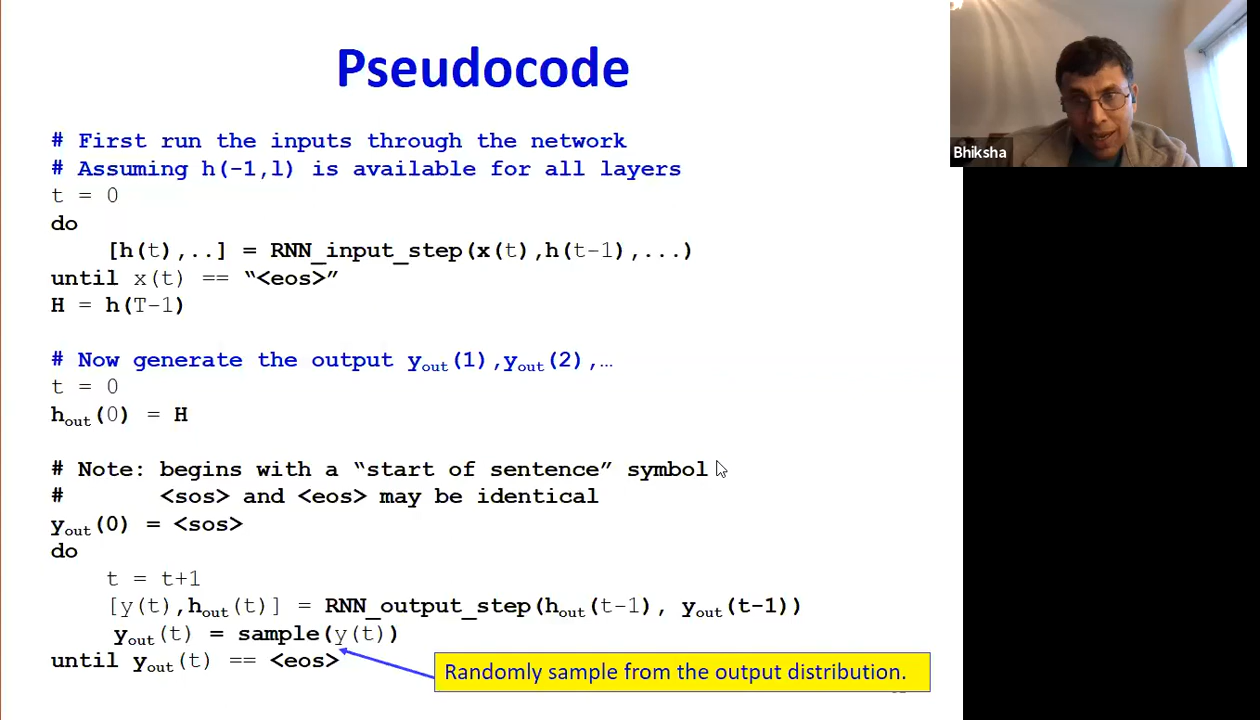 Pseudocode
# First run the inputs through the network
# Assuming h(-1,l) is available for all layers
t = 0
do
[h(t),..] = RNN_input_step(x(t),h(t-1),...)
until x(t) == “<eos>”
H = h(T-1)
# Now generate the output yout(1),yout(2),…
t = 0
hout(0) = H
# Note: begins with a “start of sentence” symbol
# <sos> and <eos> may be identical
yout(0) = <sos>
do
t = t+1
[y(t),hout(t)] = RNN_output_step(hout(t-1), yout(t-1))
yout(t) = sample(y(t))
until yout(t) == <eos>
Randomly sample from the output distribution.
Bhiksha